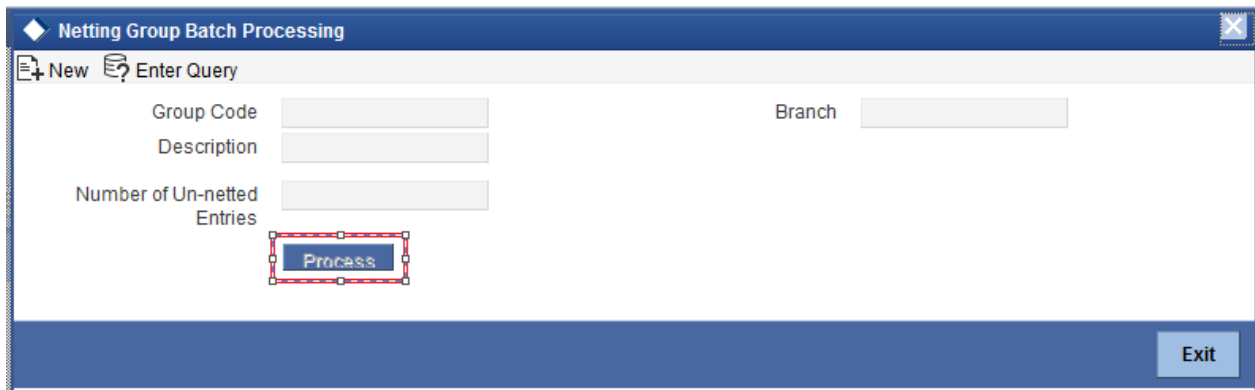 Netting Group Batch Processing
New Enter Query
Group Code Branch
Description
Number of Un-netted
Entries
Process
Exit